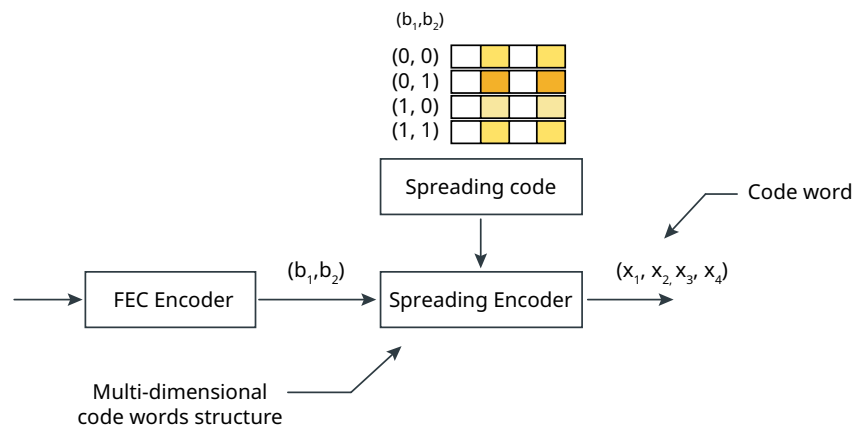 (b₁,b₂)
(0, 0)
(0, 1)
(1, 0)
(1, 1)
Spreading code
Code word
FEC Encoder
(b₁,b₂)
Spreading Encoder
(x₁, x₂, x₃, x₄)
Multi-dimensional
code words structure